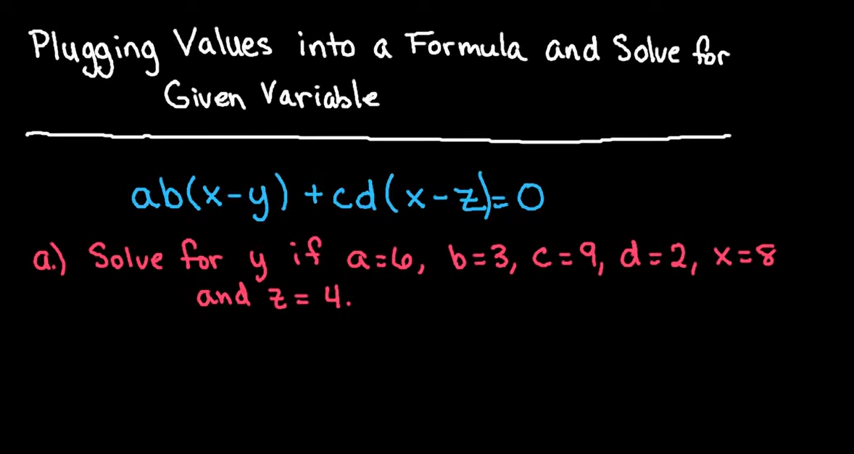 Plugging Values into a Formula and Solve for
Given Variable
ab(x-y) + cd(x-z)=0
a.) Solve for y if a=6, b=3, c=9, d=2, x=8
and z=4.